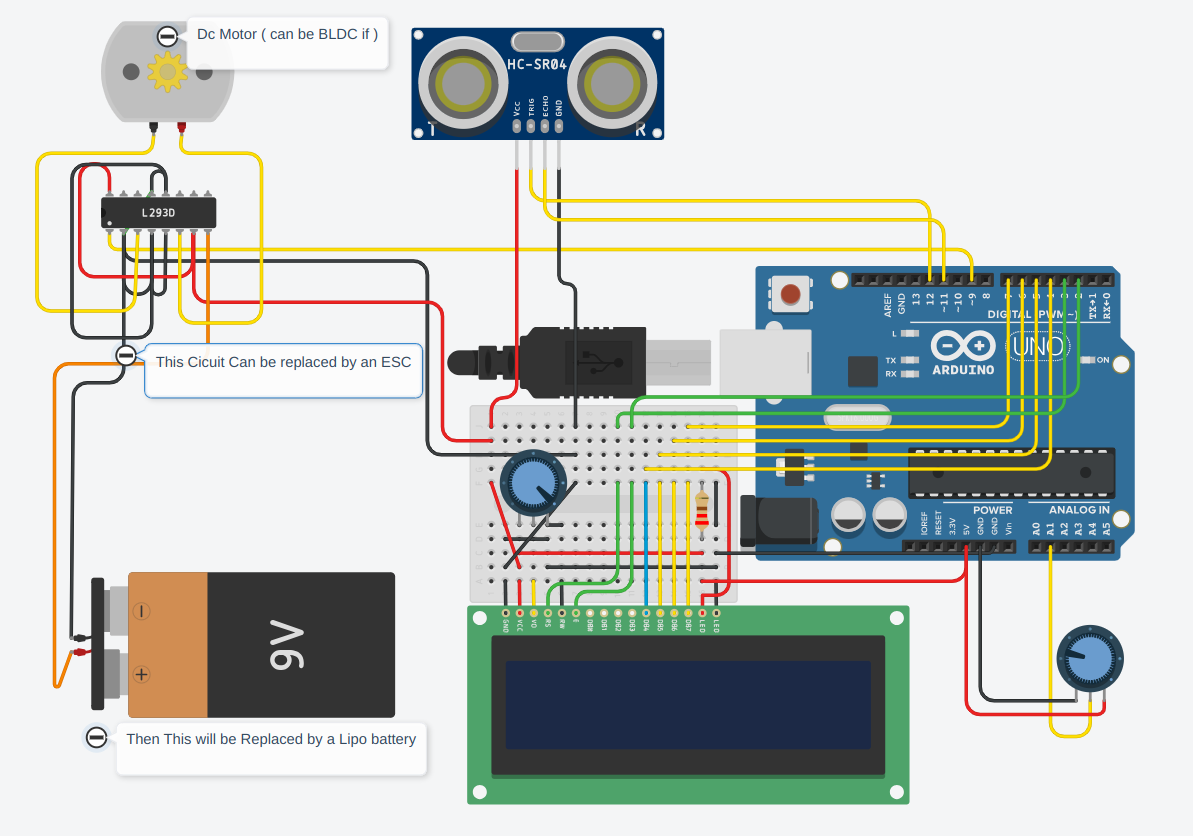 Dc Motor ( can be BLDC if )
HC-SR04
VCC
TRIG
ECHO
GND
T
R
L293D
This Cicuit Can be replaced by an ESC
AREF
GND
13
12
~11
~10
~9
8
7
4
2
TX→1
RX←0
DIGITAL (PWM~)
L
TX
RX
ARDUINO
UNO
ON
IOREF
RESET
3.3V
5V
GND
GND
Vin
POWER
A0
A1
A2
A3
A4
A5
ANALOG IN
9V
Then This will be Replaced by a Lipo battery
GND
VCC
VO
RS
RW
E
DB0
DB1
DB2
DB3
DB4
DB5
DB6
DB7
LED
LED